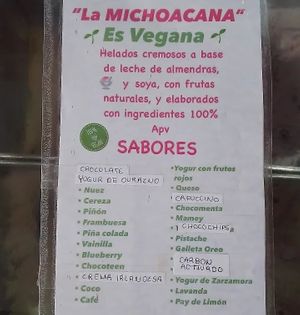 "La MICHOACANA"
Es Vegana
Helados cremosos a base
de leche de almendras,
y soya, con frutas
naturales, y elaborados
con ingredientes 100%
Apv
SABORES
CHOCOLATE
YOGUR DE DURAZNO
• Nuez
• Cereza
• Piñón
• Frambuesa
• Piña colada
• Vainilla
• Blueberry
• Chocoteen
• CREMA IRLANDESA
• Coco
• Café
• Yogur con frutos
rojos
• Queso
CAPUCCINO
• Chocomenta
• Mamey
CHOCOCHIPS
• Pistache
• Galleta Oreo
CARBON
ACTIVADO
• Yogur de Zarzamora
• Lavanda
• Pay de Limón